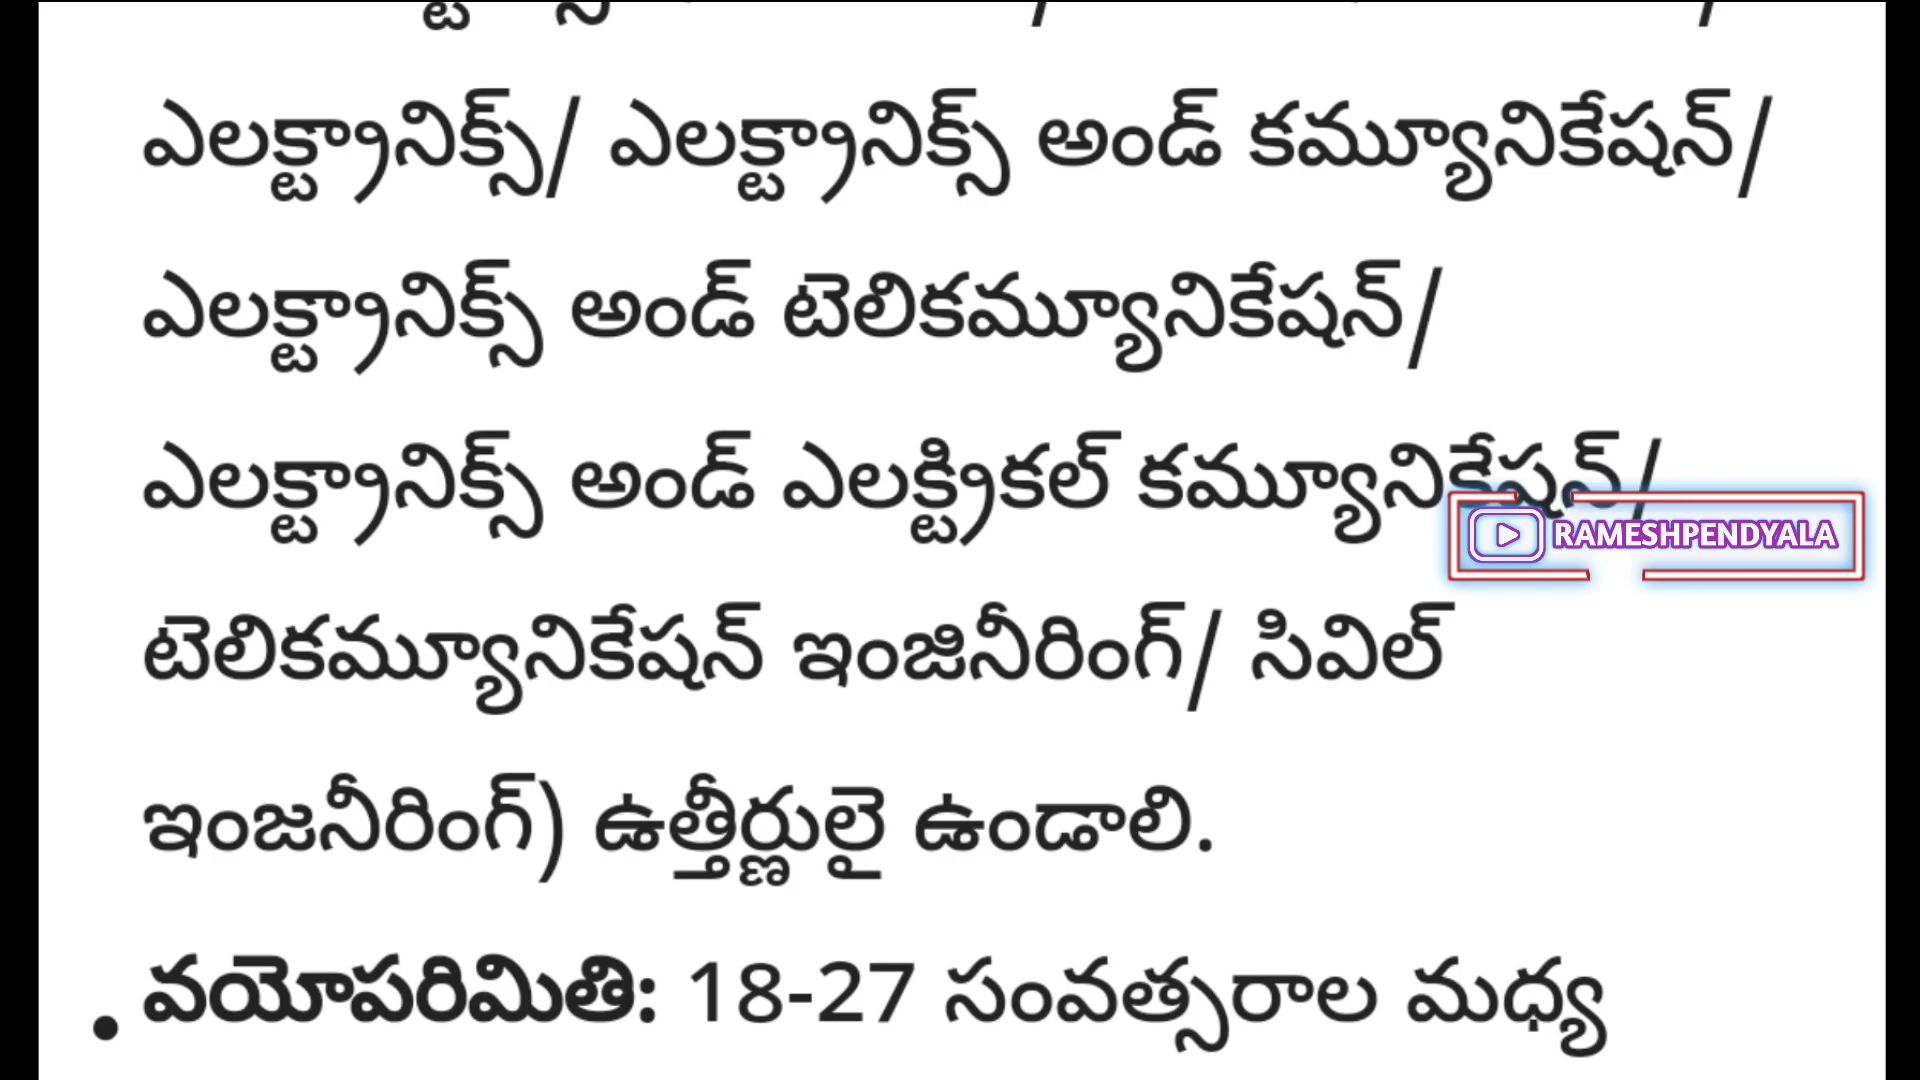 ఎలక్ట్రానిక్స్/ ఎలక్ట్రానిక్స్ అండ్ కమ్యూనికేషన్/
ఎలక్ట్రానిక్స్ అండ్ టెలికమ్యూనికేషన్/
ఎలక్ట్రానిక్స్ అండ్ ఎలక్ట్రికల్ కమ్యూనికేషన్/
RAMESHPENDYALA
టెలికమ్యూనికేషన్ ఇంజినీరింగ్/ సివిల్
ఇంజనీరింగ్) ఉత్తీర్ణులై ఉండాలి.
• వయోపరిమితి: 18-27 సంవత్సరాల మధ్య